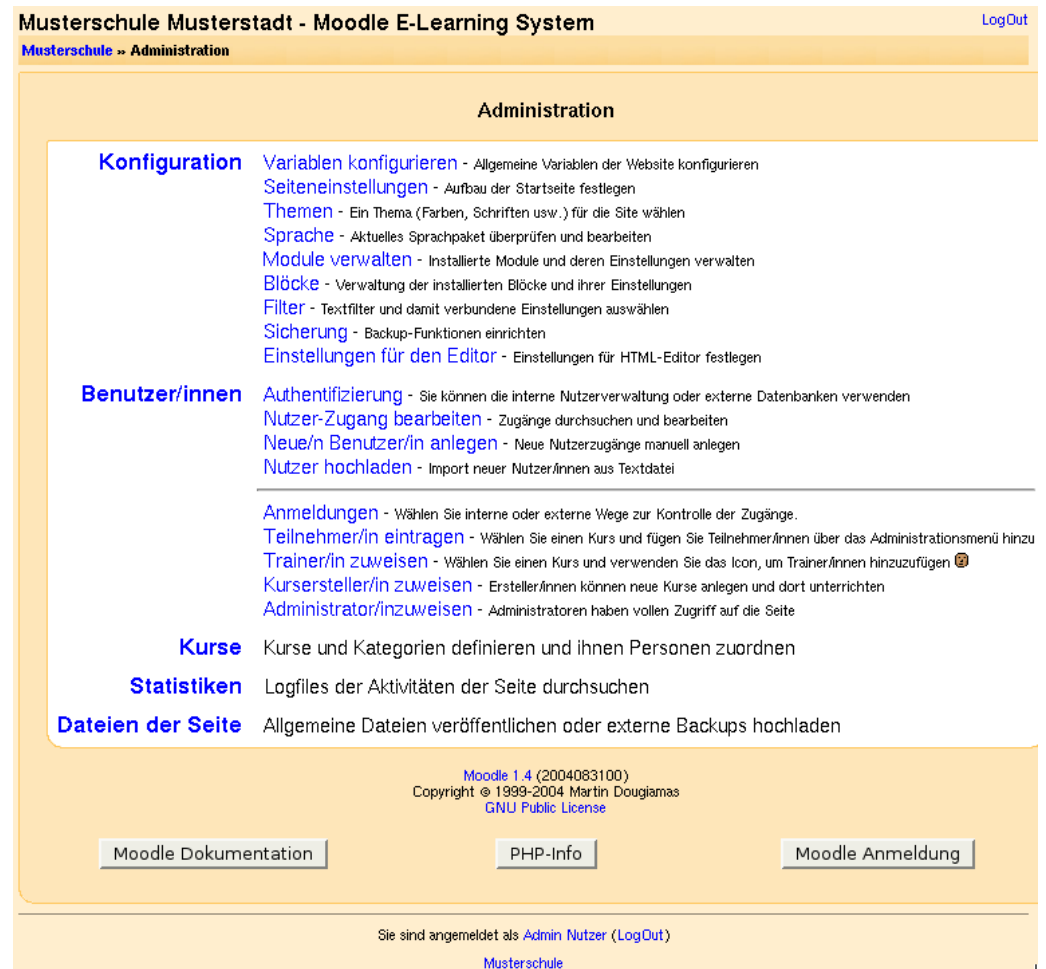 Musterschule Musterstadt - Moodle E-Learning System
LogOut
Musterschule » Administration
Administration
Konfiguration
Variablen konfigurieren - Allgemeine Variablen der Website konfigurieren
Seiteneinstellungen - Aufbau der Startseite festlegen
Themen - Ein Thema (Farben, Schriften usw.) für die Site wählen
Sprache - Aktuelles Sprachpaket überprüfen und bearbeiten
Module verwalten - Installierte Module und deren Einstellungen verwalten
Blöcke - Verwaltung der installierten Blöcke und ihrer Einstellungen
Filter - Textfilter und damit verbundene Einstellungen auswählen
Sicherung - Backup-Funktionen einrichten
Einstellungen für den Editor - Einstellungen für HTML-Editor festlegen
Benutzer/innen
Authentifizierung - Sie können die interne Nutzerverwaltung oder externe Datenbanken verwenden
Nutzer-Zugang bearbeiten - Zugänge durchsuchen und bearbeiten
Neue/n Benutzer/in anlegen - Neue Nutzerzugänge manuell anlegen
Nutzer hochladen - Import neuer Nutzer/innen aus Textdatei
Anmeldungen - Wählen Sie interne oder externe Wege zur Kontrolle der Zugänge.
Teilnehmer/in eintragen - Wählen Sie einen Kurs und fügen Sie Teilnehmer/innen über das Administrationsmenü hinzu
Trainer/in zuweisen - Wählen Sie einen Kurs und verwenden Sie das Icon, um Trainer/innen hinzuzufügen
Kursersteller/in zuweisen - Ersteller/innen können neue Kurse anlegen und dort unterrichten
Administrator/inzuweisen - Administratoren haben vollen Zugriff auf die Seite
Kurse
Kurse und Kategorien definieren und ihnen Personen zuordnen
Statistiken
Logfiles der Aktivitäten der Seite durchsuchen
Dateien der Seite
Allgemeine Dateien veröffentlichen oder externe Backups hochladen
Moodle 1.4 (2004083100)
Copyright © 1999-2004 Martin Dougiamas
GNU Public License
Moodle Dokumentation
PHP-Info
Moodle Anmeldung
Sie sind angemeldet als Admin Nutzer (LogOut)
Musterschule